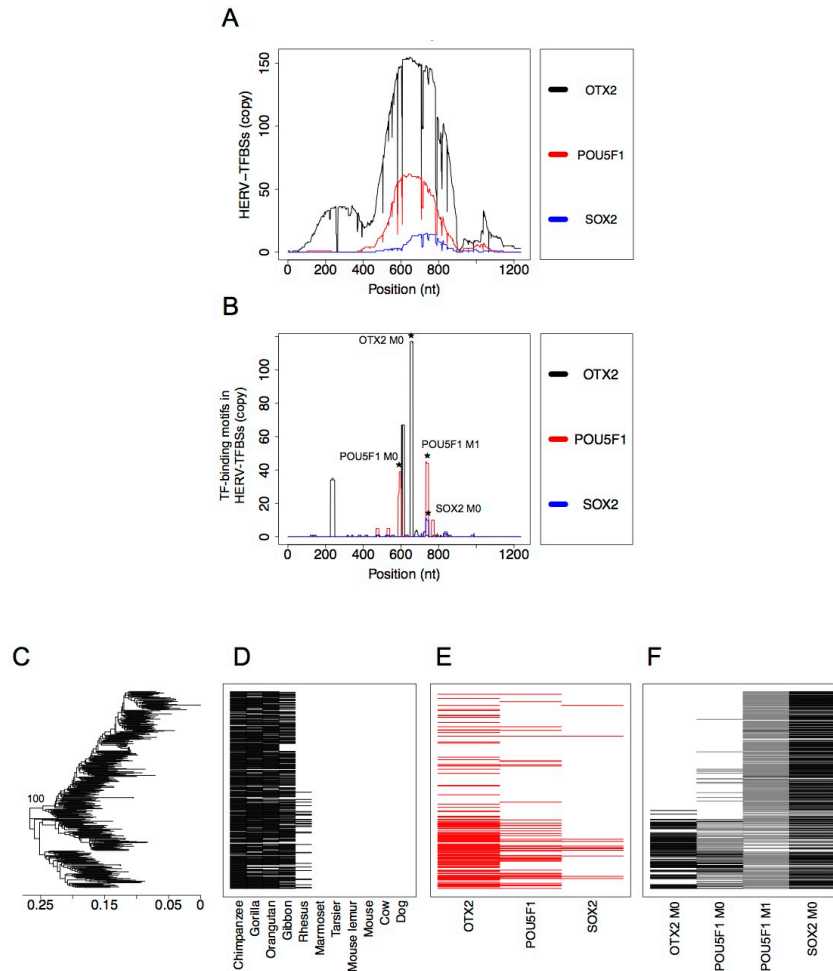 A
HERV−TFBSs (copy)
150
100
50
0
0 200 400 600 800 1200
Position (nt)
OTX2
POU5F1
SOX2
B
TF-binding motifs in
HERV-TFBSs (copy)
100
80
60
40
20
0
OTX2 M0
*
POU5F1 M0
*
POU5F1 M1
*
SOX2 M0
*
0 200 400 600 800 1200
Position (nt)
OTX2
POU5F1
SOX2
C
100
0.25 0.15 0.05 0
D
Chimpanzee
Gorilla
Orangutan
Gibbon
Rhesus
Marmoset
Tarsier
Mouse lemur
Mouse
Cow
Dog
E
OTX2
POU5F1
SOX2
F
OTX2 M0
POU5F1 M0
POU5F1 M1
SOX2 M0